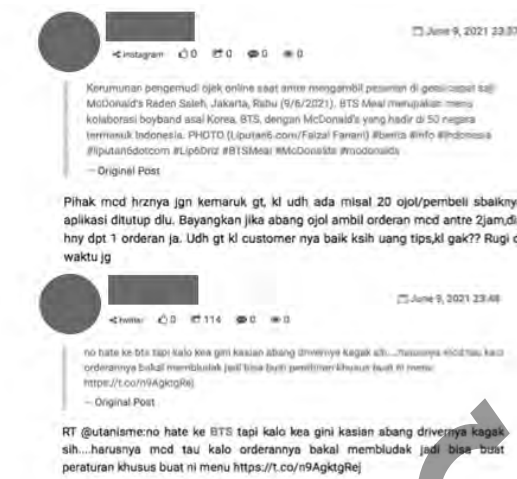 June 9, 2021 23:37
instagram 0 0 0 0
Kerumunan pengemudi ojek online saat antre mengambil pesanan di gerai cepat saji
McDonald's Raden Saleh, Jakarta, Rabu (9/6/2021). BTS Meal merupakan menu
kolaborasi boyband asal Korea, BTS, dengan McDonald's yang hadir di 50 negara
termasuk Indonesia. PHOTO (Liputan6.com/Faizal Fanani) #berita #info #indonesia
#liputan6dotcom #Lip6Driz #BTSMeal #McDonalds #mcdonalds
— Original Post
Pihak mcd hrznya jgn kemaruk gt, kl udh ada misal 20 ojol/pembeli sbaikny
aplikasi ditutup dlu. Bayangkan jika abang ojol ambil orderan mcd antre 2jam,di
hny dpt 1 orderan ja. Udh gt kl customer nya baik ksih uang tips,kl gak?? Rugi d
waktu jg
June 9, 2021 23:48
twitter 0 114 0 0
no hate ke bts tapi kalo kea gini kasian abang drivernya kagak sih....harusnya mcd tau kalo
orderannya bakal membludak jadi bisa buat peraturan khusus buat ni menu
https://t.co/n9AgktgRej
— Original Post
RT @utanisme:no hate ke BTS tapi kalo kea gini kasian abang drivernya kagak
sih....harusnya mcd tau kalo orderannya bakal membludak jadi bisa buat
peraturan khusus buat ni menu https://t.co/n9AgktgRej